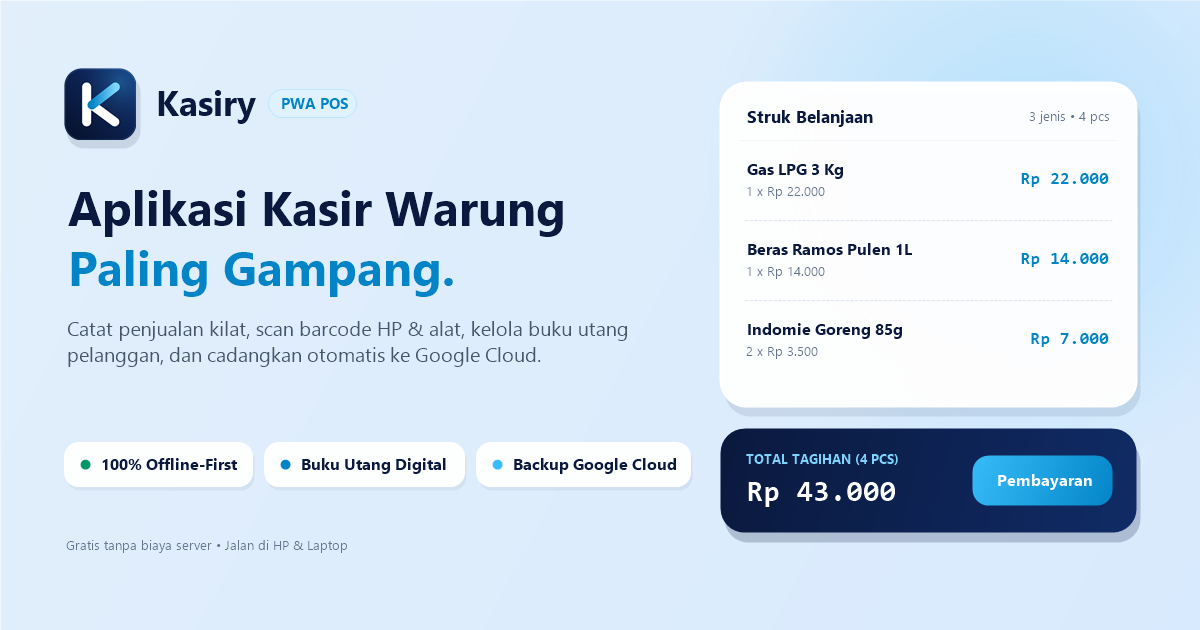 Kasiry
PWA POS
Aplikasi Kasir Warung
Paling Gampang.
Catat penjualan kilat, scan barcode HP & alat, kelola buku utang
pelanggan, dan cadangkan otomatis ke Google Cloud.
100% Offline-First
Buku Utang Digital
Backup Google Cloud
Gratis tanpa biaya server • Jalan di HP & Laptop
Struk Belanjaan
3 jenis • 4 pcs
Gas LPG 3 Kg
1 x Rp 22.000
Rp 22.000
Beras Ramos Pulen 1L
1 x Rp 14.000
Rp 14.000
Indomie Goreng 85g
2 x Rp 3.500
Rp 7.000
TOTAL TAGIHAN (4 PCS)
Rp 43.000
Pembayaran